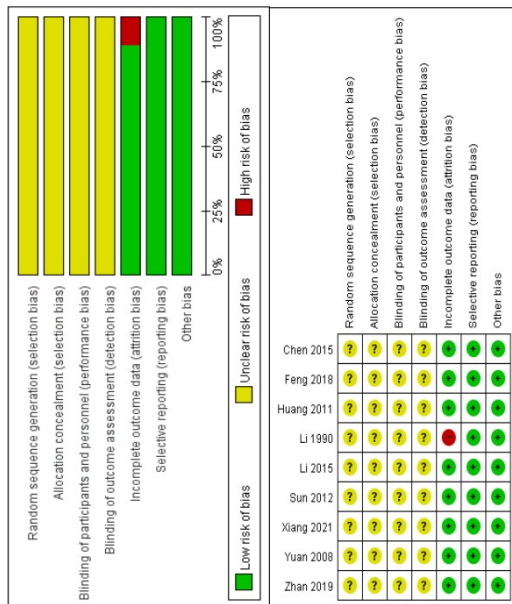 Random sequence generation (selection bias)
Allocation concealment (selection bias)
Blinding of participants and personnel (performance bias)
Blinding of outcome assessment (detection bias)
Incomplete outcome data (attrition bias)
Selective reporting (reporting bias)
Other bias
0%
25%
50%
75%
100%
Low risk of bias
Unclear risk of bias
High risk of bias
Random sequence generation (selection bias)
Allocation concealment (selection bias)
Blinding of participants and personnel (performance bias)
Blinding of outcome assessment (detection bias)
Incomplete outcome data (attrition bias)
Selective reporting (reporting bias)
Other bias
Chen 2015 ? ? ? ? + + +
Feng 2018 ? ? ? ? + + +
Huang 2011 ? ? ? ? + + +
Li 1990 ? ? ? ? - + +
Li 2015 ? ? ? ? + + +
Sun 2012 ? ? ? ? + + +
Xiang 2021 ? ? ? ? + + +
Yuan 2008 ? ? ? ? + + +
Zhan 2019 ? ? ? ? + + +